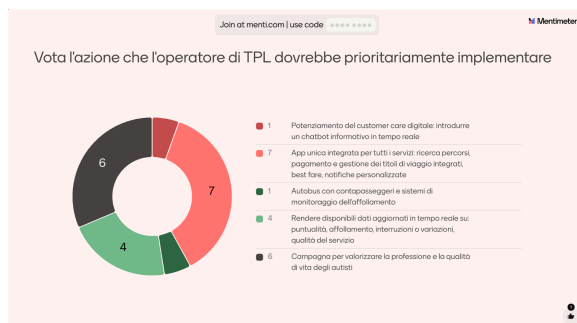 Join at menti.com | use code
Mentimeter
Vota l'azione che l'operatore di TPL dovrebbe prioritariamente implementare
1 Potenziamento del customer care digitale: introdurre
un chatbot informativo in tempo reale
7 App unica integrata per tutti i servizi: ricerca percorsi,
pagamento e gestione dei titoli di viaggio integrati,
best fare, notifiche personalizzate
1 Autobus con contapasseggeri e sistemi di
monitoraggio dell'affollamento
4 Rendere disponibili dati aggiornati in tempo reale su:
puntualità, affollamento, interruzioni o variazioni,
qualità del servizio
6 Campagna per valorizzare la professione e la qualità
di vita degli autisti
6
7
4